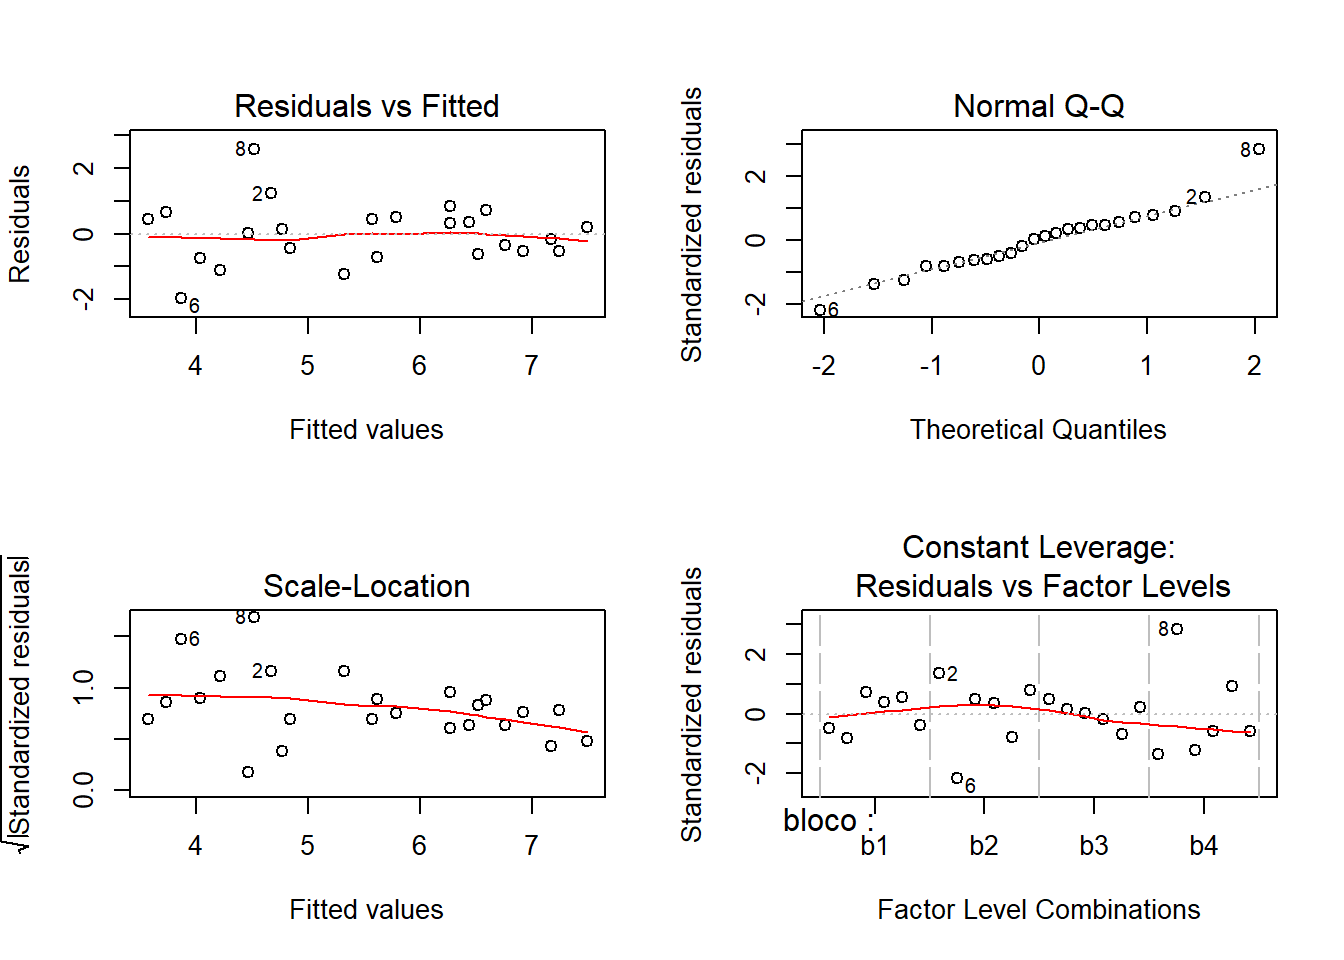 Residuals vs Fitted
Residuals
2
0
-2
8
2
6
4 5 6 7
Fitted values
Normal Q-Q
Standardized residuals
2
0
-2
8
2
6
-2 -1 0 1 2
Theoretical Quantiles
Scale-Location
√|Standardized residuals|
1.0
0.0
8
6
2
4 5 6 7
Fitted values
Constant Leverage:
Residuals vs Factor Levels
Standardized residuals
2
0
-2
8
2
6
bloco :
b1 b2 b3 b4
Factor Level Combinations